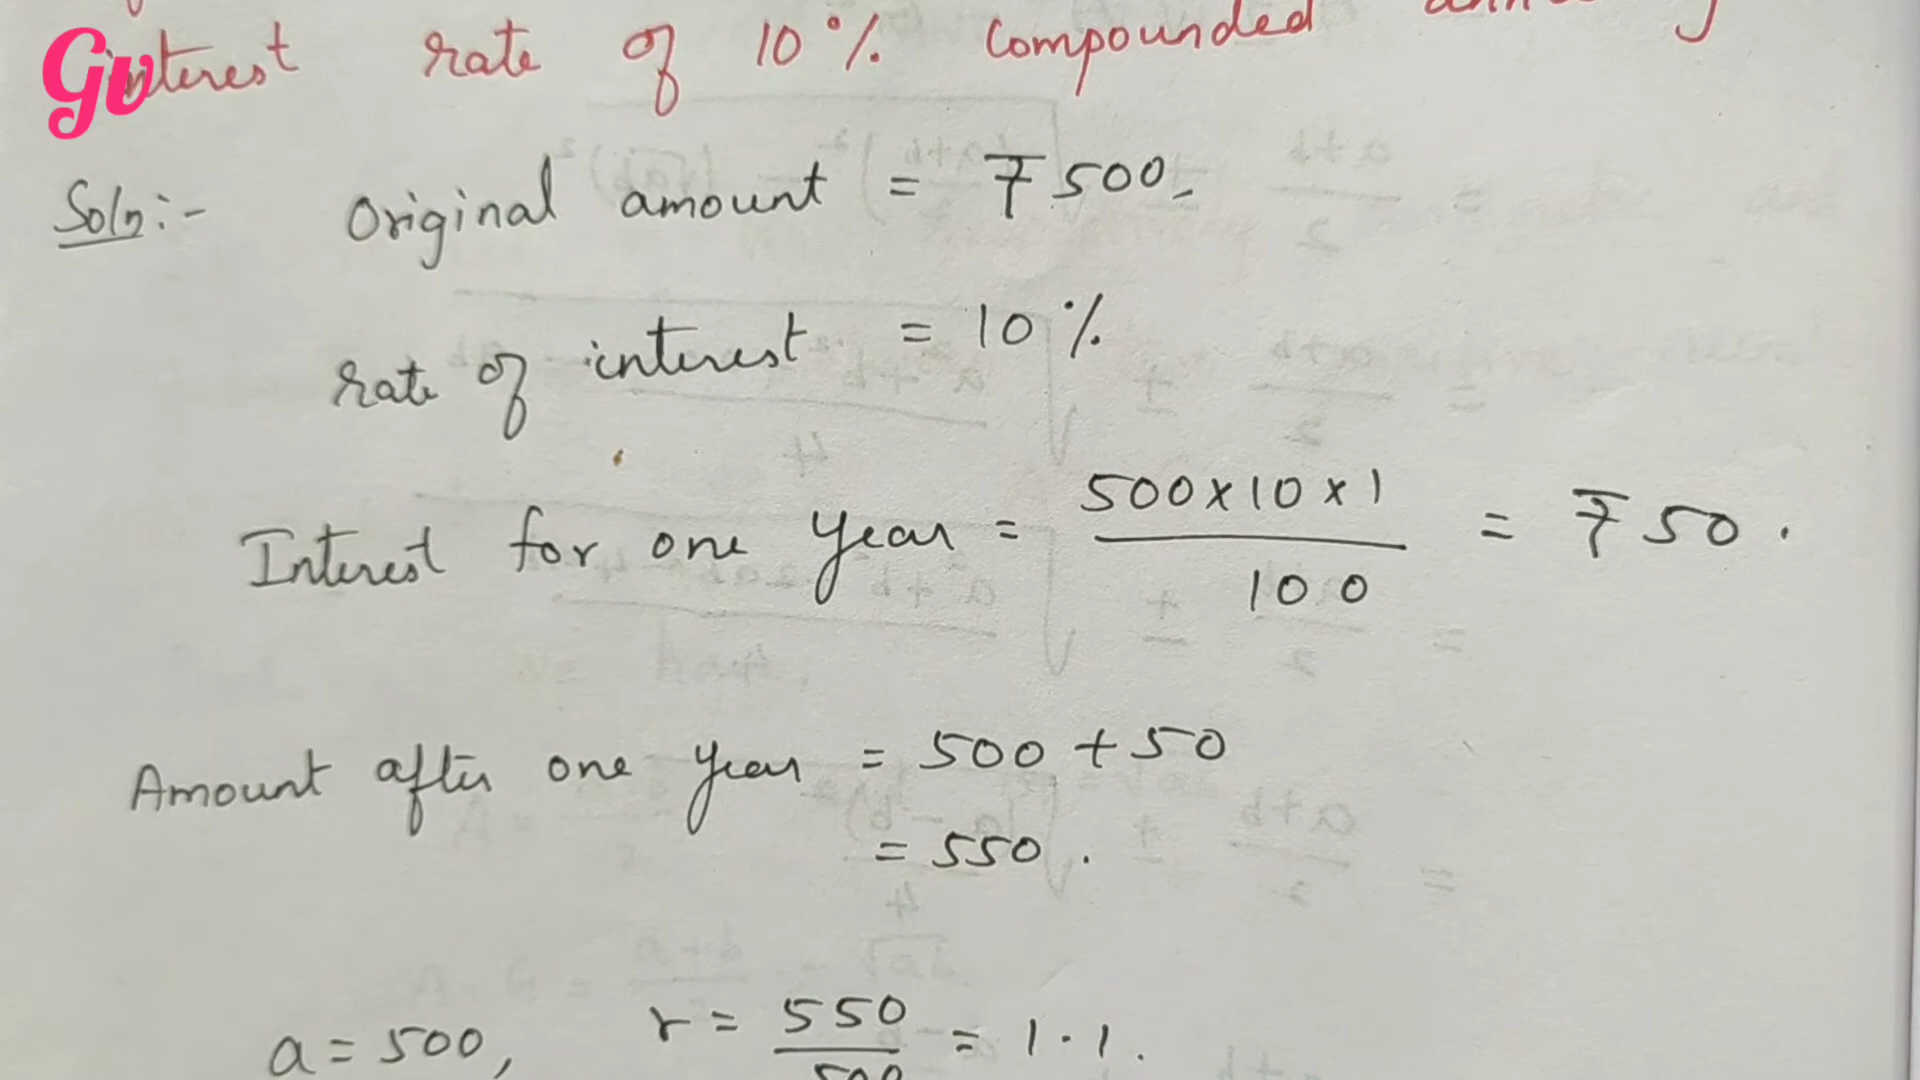 Gv
interest rate of 10% compounded
Soln:- Original amount = ₹500.
rate of interest = 10%
Interest for one year = 500×10×1 / 100 = ₹50.
Amount after one year = 500 + 50
= 550.
a = 500, r = 550 / 500 = 1.1.